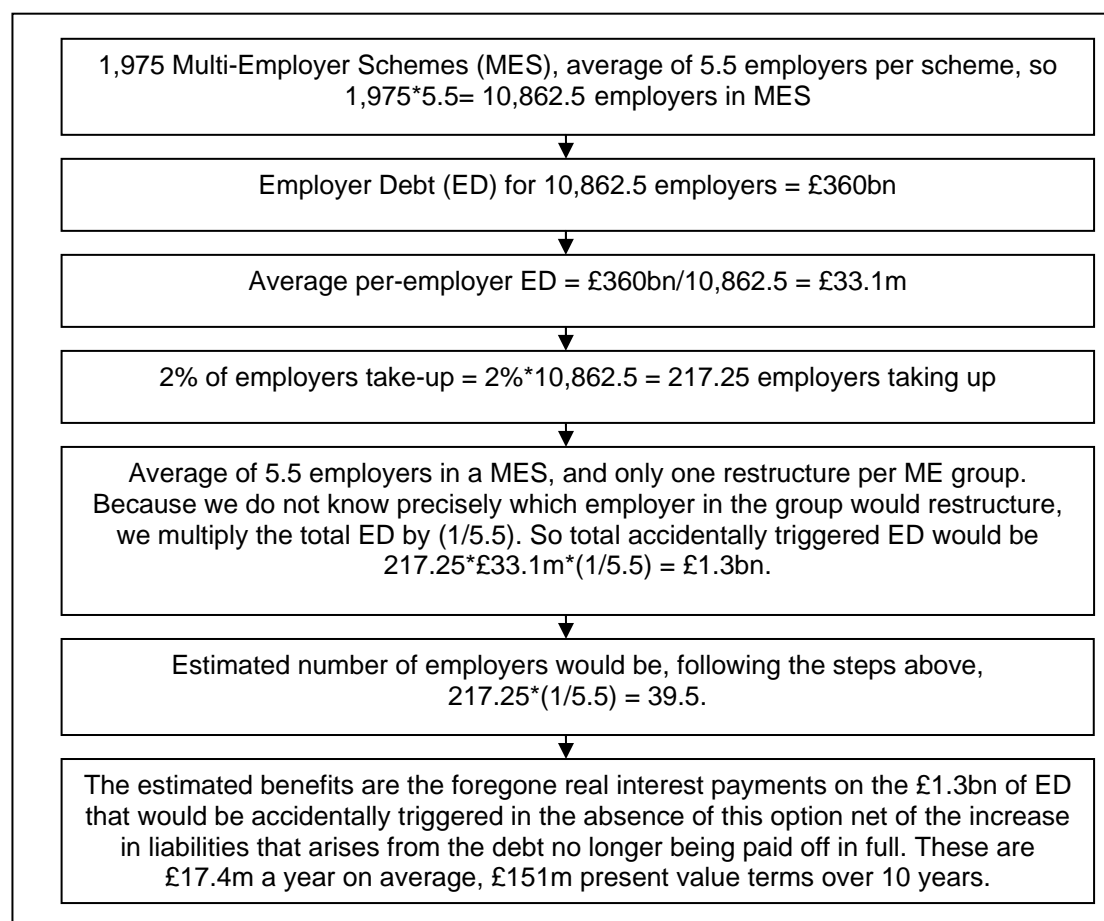 1,975 Multi-Employer Schemes (MES), average of 5.5 employers per scheme, so
1,975*5.5= 10,862.5 employers in MES
Employer Debt (ED) for 10,862.5 employers = £360bn
Average per-employer ED = £360bn/10,862.5 = £33.1m
2% of employers take-up = 2%*10,862.5 = 217.25 employers taking up
Average of 5.5 employers in a MES, and only one restructure per ME group.
Because we do not know precisely which employer in the group would restructure,
we multiply the total ED by (1/5.5). So total accidentally triggered ED would be
217.25*£33.1m*(1/5.5) = £1.3bn.
Estimated number of employers would be, following the steps above,
217.25*(1/5.5) = 39.5.
The estimated benefits are the foregone real interest payments on the £1.3bn of ED
that would be accidentally triggered in the absence of this option net of the increase
in liabilities that arises from the debt no longer being paid off in full. These are
£17.4m a year on average, £151m present value terms over 10 years.